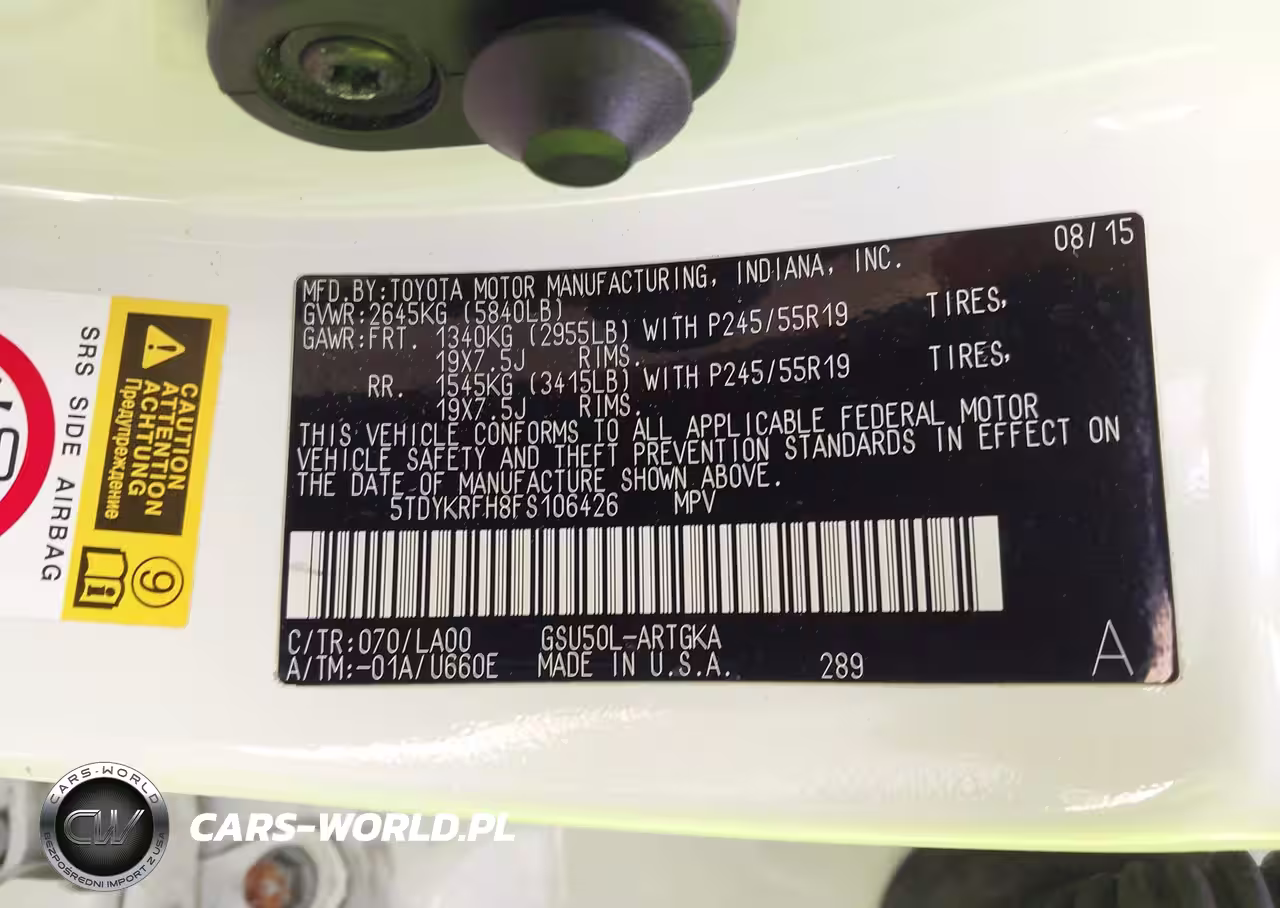 08/15
MFD.BY:TOYOTA MOTOR MANUFACTURING, INDIANA, INC.
GVWR:2645KG (5840LB)
GAWR:FRT. 1340KG (2955LB) WITH P245/55R19 TIRES,
19X7.5J RIMS.
RR. 1545KG (3415LB) WITH P245/55R19 TIRES,
19X7.5J RIMS.
THIS VEHICLE CONFORMS TO ALL APPLICABLE FEDERAL MOTOR
VEHICLE SAFETY AND THEFT PREVENTION STANDARDS IN EFFECT ON
THE DATE OF MANUFACTURE SHOWN ABOVE.
5TDYKRFH8FS106426 MPV
C/TR:070/LA00 GSU50L-ARTGKA
A/TM:-01A/U660E MADE IN U.S.A. 289 A
CAUTION
ATTENTION
ACHTUNG
Предупреждение
9
SRS SIDE AIRBAG
CARS-WORLD
CW
BEZPOŚREDNI IMPORT Z USA
CARS-WORLD.PL